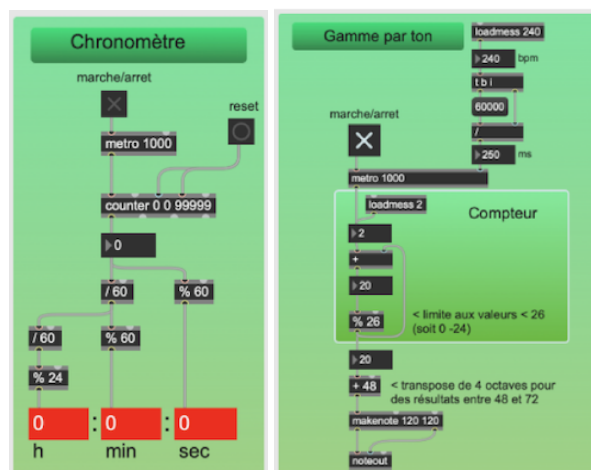 Chronomètre
marche/arret
reset
metro 1000
counter 0 0 99999
0
/ 60
% 60
/ 60
% 60
% 24
0 : 0 : 0
h min sec
Gamme par ton
loadmess 240
240 bpm
t b i
60000
/
250 ms
marche/arret
metro 1000
loadmess 2
Compteur
2
+
20
% 26
< limite aux valeurs < 26
(soit 0 -24)
20
+ 48
< transpose de 4 octaves pour
des résultats entre 48 et 72
makenote 120 120
noteout